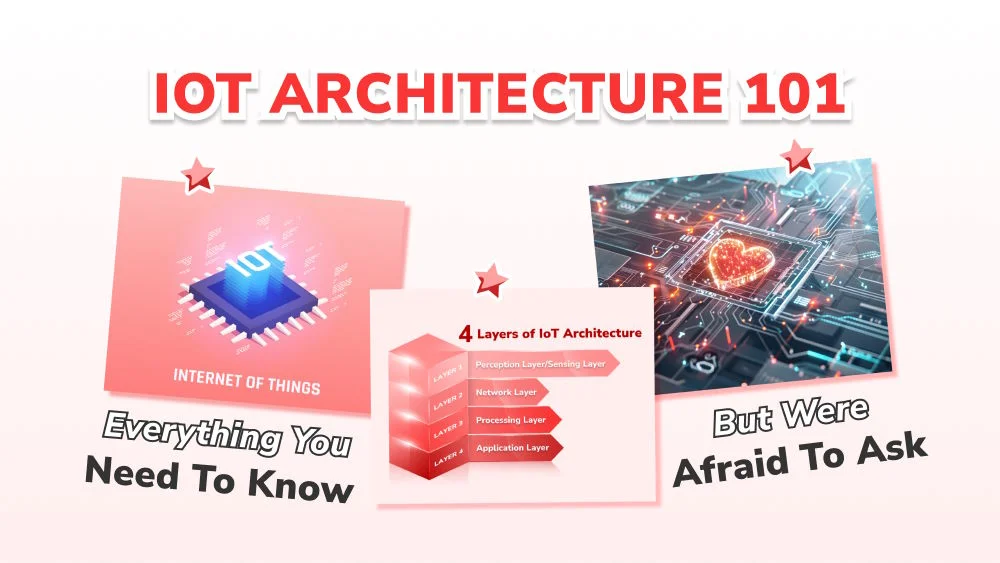 IOT ARCHITECTURE 101
IOT
INTERNET OF THINGS
Everything You
Need To Know
4 Layers of IoT Architecture
LAYER 1
Perception Layer/Sensing Layer
LAYER 2
Network Layer
LAYER 3
Processing Layer
LAYER 4
Application Layer
But Were
Afraid To Ask